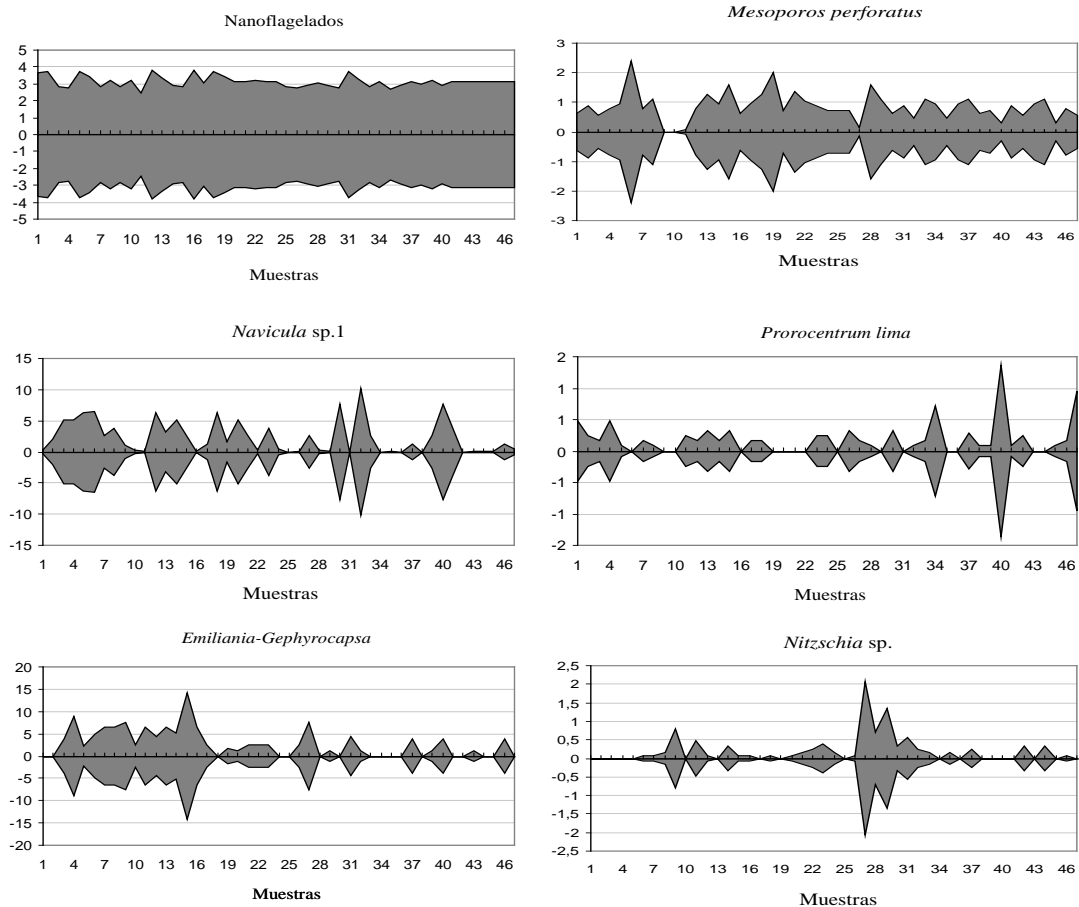 Nanoflagelados
5
4
3
2
1
0
-1
-2
-3
-4
-5
1 4 7 10 13 16 19 22 25 28 31 34 37 40 43 46
Muestras
Mesoporos perforatus
3
2
1
0
-1
-2
-3
1 4 7 10 13 16 19 22 25 28 31 34 37 40 43 46
Muestras
Navicula sp.1
15
10
5
0
-5
-10
-15
1 4 7 10 13 16 19 22 25 28 31 34 37 40 43 46
Muestras
Prorocentrum lima
2
1
1
0
-1
-1
-2
1 4 7 10 13 16 19 22 25 28 31 34 37 40 43 46
Muestras
Emiliania-Gephyrocapsa
20
15
10
5
0
-5
-10
-15
-20
1 4 7 10 13 16 19 22 25 28 31 34 37 40 43 46
Muestras
Nitzschia sp.
2,5
2
1,5
1
0,5
0
-0,5
-1
-1,5
-2
-2,5
1 4 7 10 13 16 19 22 25 28 31 34 37 40 43 46
Muestras